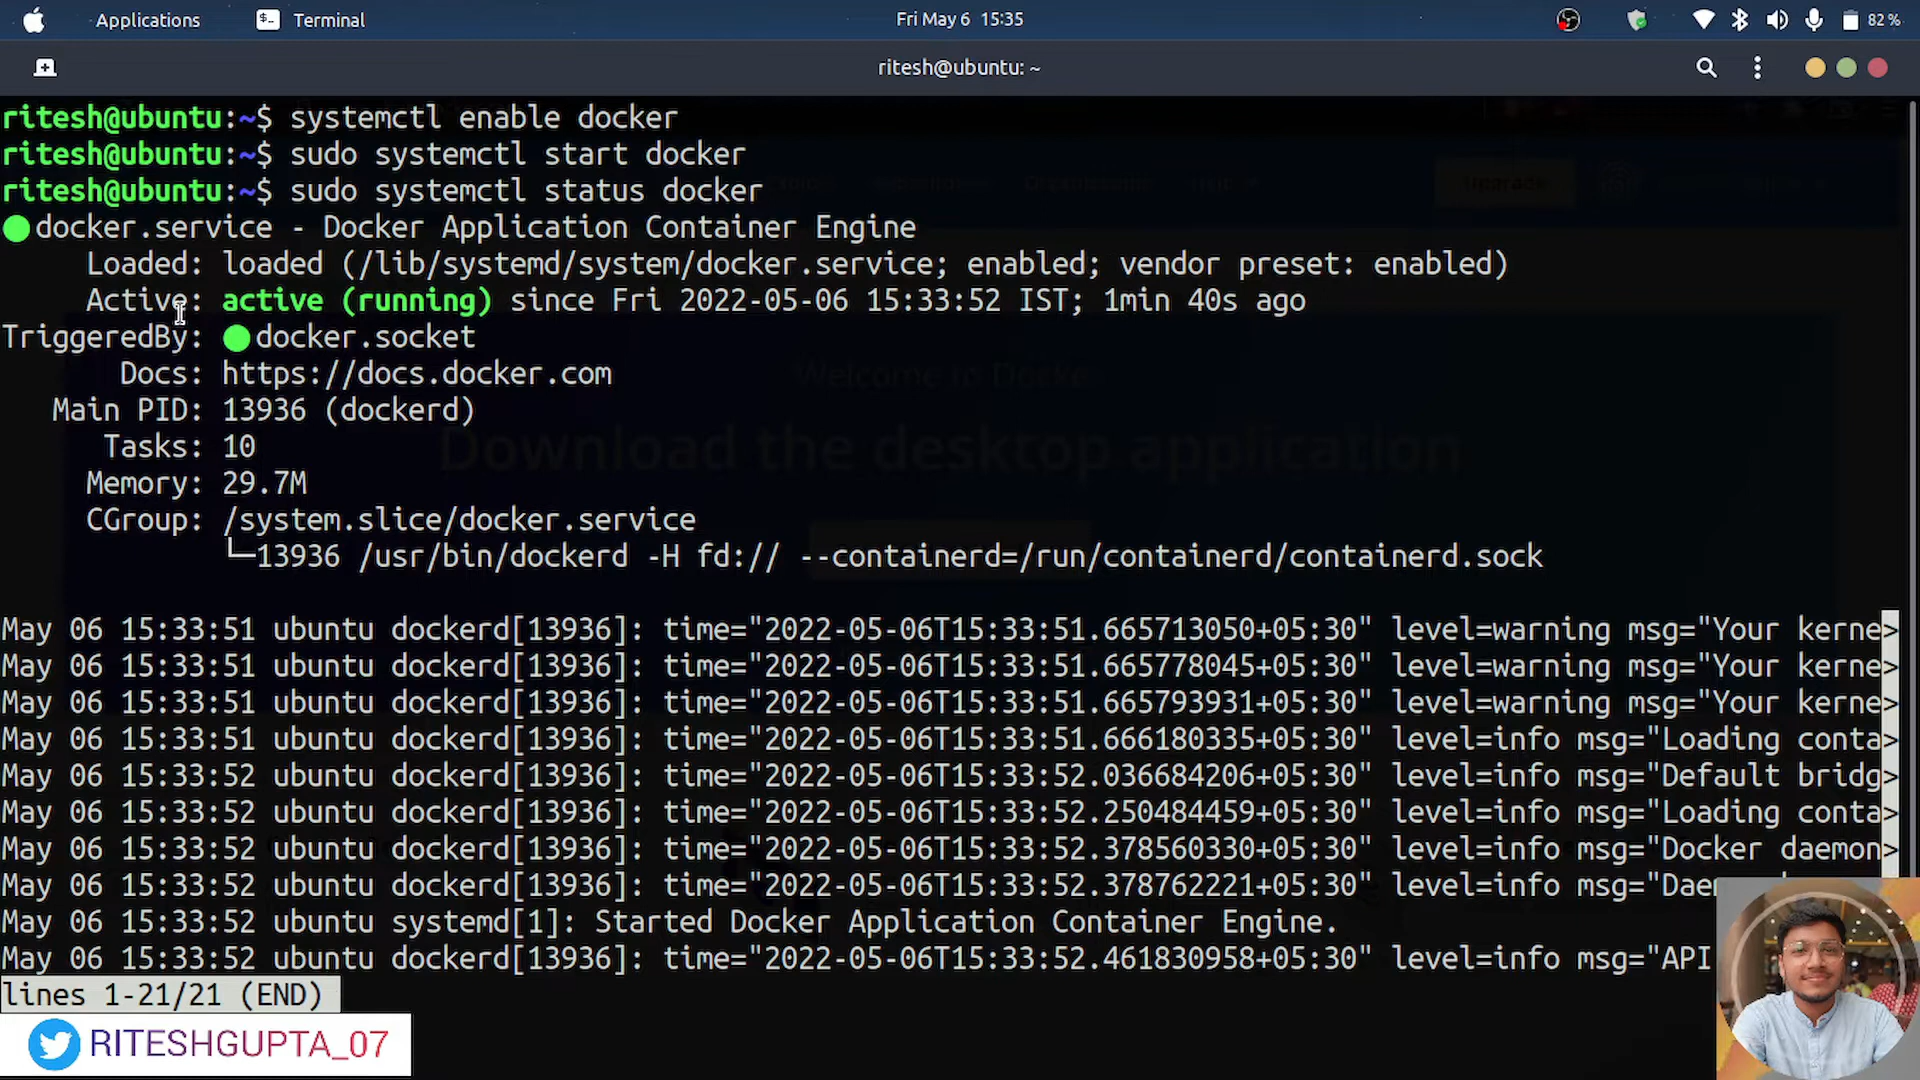 Applications Terminal Fri May 6 15:35 82 %
ritesh@ubuntu: ~
ritesh@ubuntu:~$ systemctl enable docker
ritesh@ubuntu:~$ sudo systemctl start docker
ritesh@ubuntu:~$ sudo systemctl status docker
docker.service - Docker Application Container Engine
Loaded: loaded (/lib/systemd/system/docker.service; enabled; vendor preset: enabled)
Active: active (running) since Fri 2022-05-06 15:33:52 IST; 1min 40s ago
TriggeredBy: docker.socket
Docs: https://docs.docker.com
Welcome to Docke
Main PID: 13936 (dockerd)
Tasks: 10
Download the desktop application
Memory: 29.7M
CGroup: /system.slice/docker.service
└─13936 /usr/bin/dockerd -H fd:// --containerd=/run/containerd/containerd.sock
May 06 15:33:51 ubuntu dockerd[13936]: time="2022-05-06T15:33:51.665713050+05:30" level=warning msg="Your kerne>
May 06 15:33:51 ubuntu dockerd[13936]: time="2022-05-06T15:33:51.665778045+05:30" level=warning msg="Your kerne>
May 06 15:33:51 ubuntu dockerd[13936]: time="2022-05-06T15:33:51.665793931+05:30" level=warning msg="Your kerne>
May 06 15:33:51 ubuntu dockerd[13936]: time="2022-05-06T15:33:51.666180335+05:30" level=info msg="Loading conta>
May 06 15:33:52 ubuntu dockerd[13936]: time="2022-05-06T15:33:52.036684206+05:30" level=info msg="Default bridg>
May 06 15:33:52 ubuntu dockerd[13936]: time="2022-05-06T15:33:52.250484459+05:30" level=info msg="Loading conta>
May 06 15:33:52 ubuntu dockerd[13936]: time="2022-05-06T15:33:52.378560330+05:30" level=info msg="Docker daemon>
May 06 15:33:52 ubuntu dockerd[13936]: time="2022-05-06T15:33:52.378762221+05:30" level=info msg="Dae
May 06 15:33:52 ubuntu systemd[1]: Started Docker Application Container Engine.
May 06 15:33:52 ubuntu dockerd[13936]: time="2022-05-06T15:33:52.461830958+05:30" level=info msg="API
lines 1-21/21 (END)
RITESHGUPTA_07